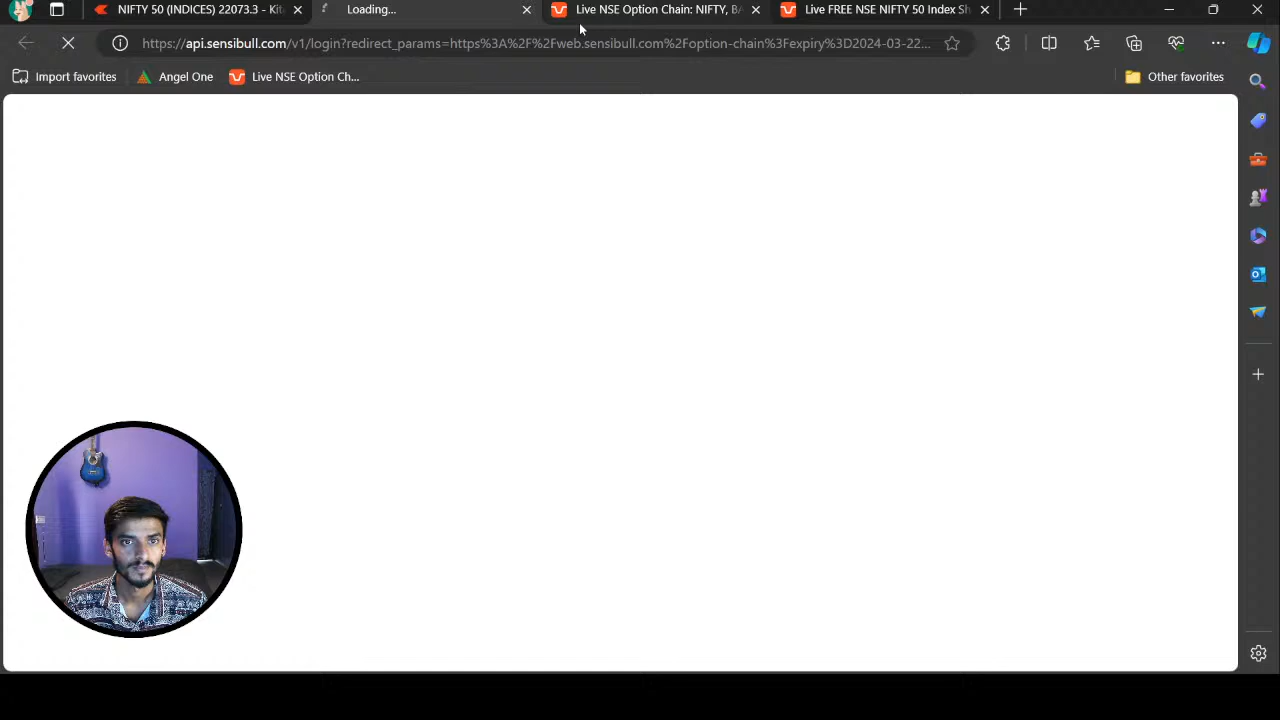 NIFTY 50 (INDICES) 22073.3 - Kit
Loading...
Live NSE Option Chain: NIFTY, BA
Live FREE NSE NIFTY 50 Index Sh
https://api.sensibull.com/v1/login?redirect_params=https%3A%2F%2Fweb.sensibull.com%2Foption-chain%3Fexpiry%3D2024-03-22...
Import favorites
Angel One
Live NSE Option Ch...
Other favorites